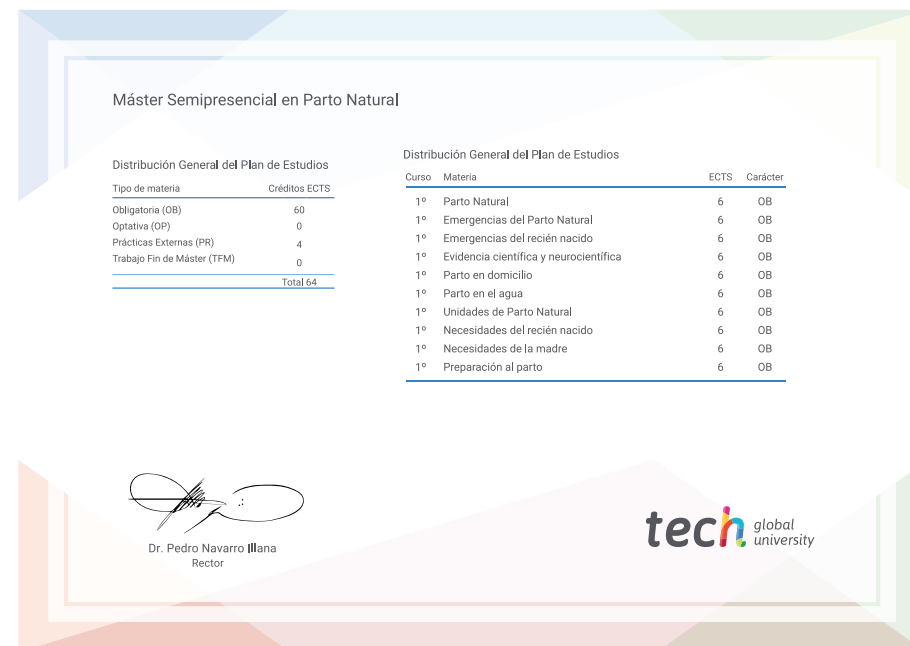 Máster Semipresencial en Parto Natural
Distribución General del Plan de Estudios
Tipo de materia Créditos ECTS
Obligatoria (OB) 60
Optativa (OP) 0
Prácticas Externas (PR) 4
Trabajo Fin de Máster (TFM) 0
Total 64
Distribución General del Plan de Estudios
Curso Materia ECTS Carácter
1º Parto Natural 6 OB
1º Emergencias del Parto Natural 6 OB
1º Emergencias del recién nacido 6 OB
1º Evidencia científica y neurocientífica 6 OB
1º Parto en domicilio 6 OB
1º Parto en el agua 6 OB
1º Unidades de Parto Natural 6 OB
1º Necesidades del recién nacido 6 OB
1º Necesidades de la madre 6 OB
1º Preparación al parto 6 OB
Dr. Pedro Navarro Illana
Rector
tech global
university